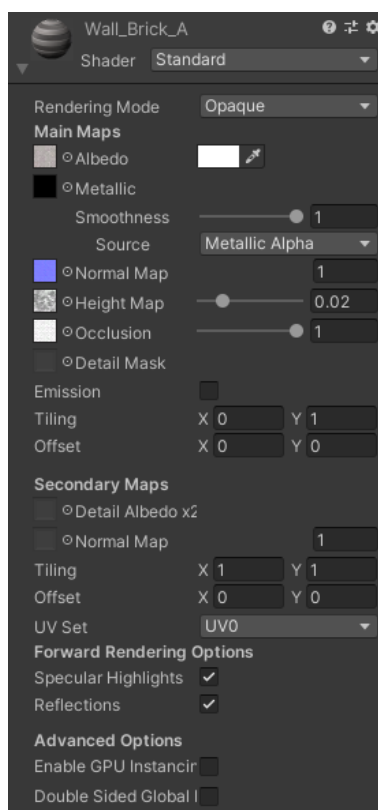 Wall_Brick_A
Shader Standard
Rendering Mode Opaque
Main Maps
Albedo
Metallic
Smoothness 1
Source Metallic Alpha
Normal Map 1
Height Map 0.02
Occlusion 1
Detail Mask
Emission
Tiling X 0 Y 1
Offset X 0 Y 0
Secondary Maps
Detail Albedo x2
Normal Map 1
Tiling X 1 Y 1
Offset X 0 Y 0
UV Set UV0
Forward Rendering Options
Specular Highlights
Reflections
Advanced Options
Enable GPU Instancin
Double Sided Global I